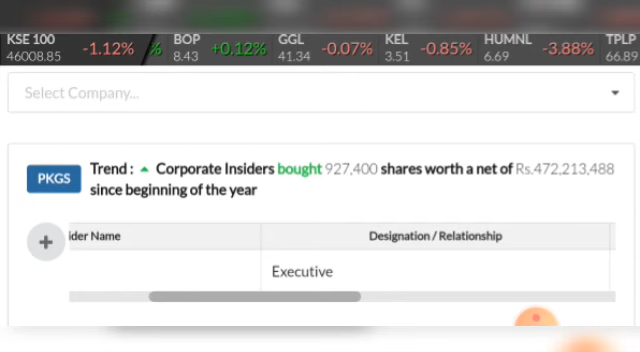 KSE 100
46008.85
-1.12%
%
BOP
8.43
+0.12%
GGL
41.34
-0.07%
KEL
3.51
-0.85%
HUMNL
6.69
-3.88%
TPLP
66.89
Select Company...
PKGS
Trend : Corporate Insiders bought 927,400 shares worth a net of Rs.472,213,488
since beginning of the year
+
ider Name
Designation / Relationship
Executive